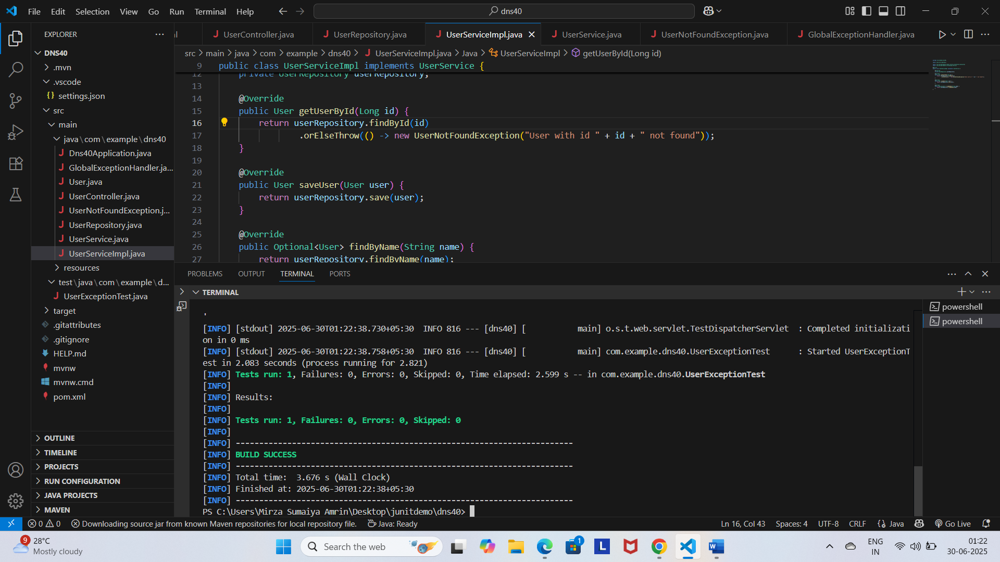 File Edit Selection View Go Run Terminal Help
dns40
EXPLORER
DNS40
.mvn
.vscode
{} settings.json
src
main
java\com\example\dns40
J Dns40Application.java
J GlobalExceptionHandler.ja...
J User.java
J UserController.java
J UserNotFoundException.j...
J UserRepository.java
J UserService.java
J UserServiceImpl.java
resources
test\java\com\example\d...
J UserExceptionTest.java
target
.gitattributes
.gitignore
HELP.md
mvnw
mvnw.cmd
pom.xml
OUTLINE
TIMELINE
PROJECTS
RUN CONFIGURATION
JAVA PROJECTS
MAVEN
J UserController.java J UserRepository.java J UserServiceImpl.java J UserService.java J UserNotFoundException.java J GlobalExceptionHandler.java
src > main > java > com > example > dns40 > J UserServiceImpl.java > Java > UserServiceImpl > getUserById(Long id)
9 public class UserServiceImpl implements UserService {
12 private UserRepository userRepository;
13
14 @Override
15 public User getUserById(Long id) {
16 return userRepository.findById(id)
17 .orElseThrow(() -> new UserNotFoundException("User with id " + id + " not found"));
18 }
19
20 @Override
21 public User saveUser(User user) {
22 return userRepository.save(user);
23 }
24
25 @Override
26 public Optional<User> findByName(String name) {
27 return userRepository.findByName(name);
PROBLEMS OUTPUT TERMINAL PORTS
TERMINAL
'
[INFO] [stdout] 2025-06-30T01:22:38.730+05:30 INFO 816 --- [dns40] [ main] o.s.t.web.servlet.TestDispatcherServlet : Completed initializati
on in 0 ms
[INFO] [stdout] 2025-06-30T01:22:38.758+05:30 INFO 816 --- [dns40] [ main] com.example.dns40.UserExceptionTest : Started UserExceptionT
est in 2.083 seconds (process running for 2.821)
[INFO] Tests run: 1, Failures: 0, Errors: 0, Skipped: 0, Time elapsed: 2.599 s -- in com.example.dns40.UserExceptionTest
[INFO]
[INFO] Results:
[INFO]
[INFO] Tests run: 1, Failures: 0, Errors: 0, Skipped: 0
[INFO]
[INFO] ------------------------------------------------------------------------
[INFO] BUILD SUCCESS
[INFO] ------------------------------------------------------------------------
[INFO] Total time:  3.676 s (Wall Clock)
[INFO] Finished at: 2025-06-30T01:22:38+05:30
[INFO] ------------------------------------------------------------------------
PS C:\Users\Mirza Sumaiya Amrin\Desktop\junitdemo\dns40>
powershell
powershell
0 0 Downloading source jar from known Maven repositories for local repository file. Java: Ready Ln 16, Col 43 Spaces: 4 UTF-8 CRLF {} Java Go Live
9 28°C
Mostly cloudy
Search the web
1
L
W
ENG
IN
01:22
30-06-2025